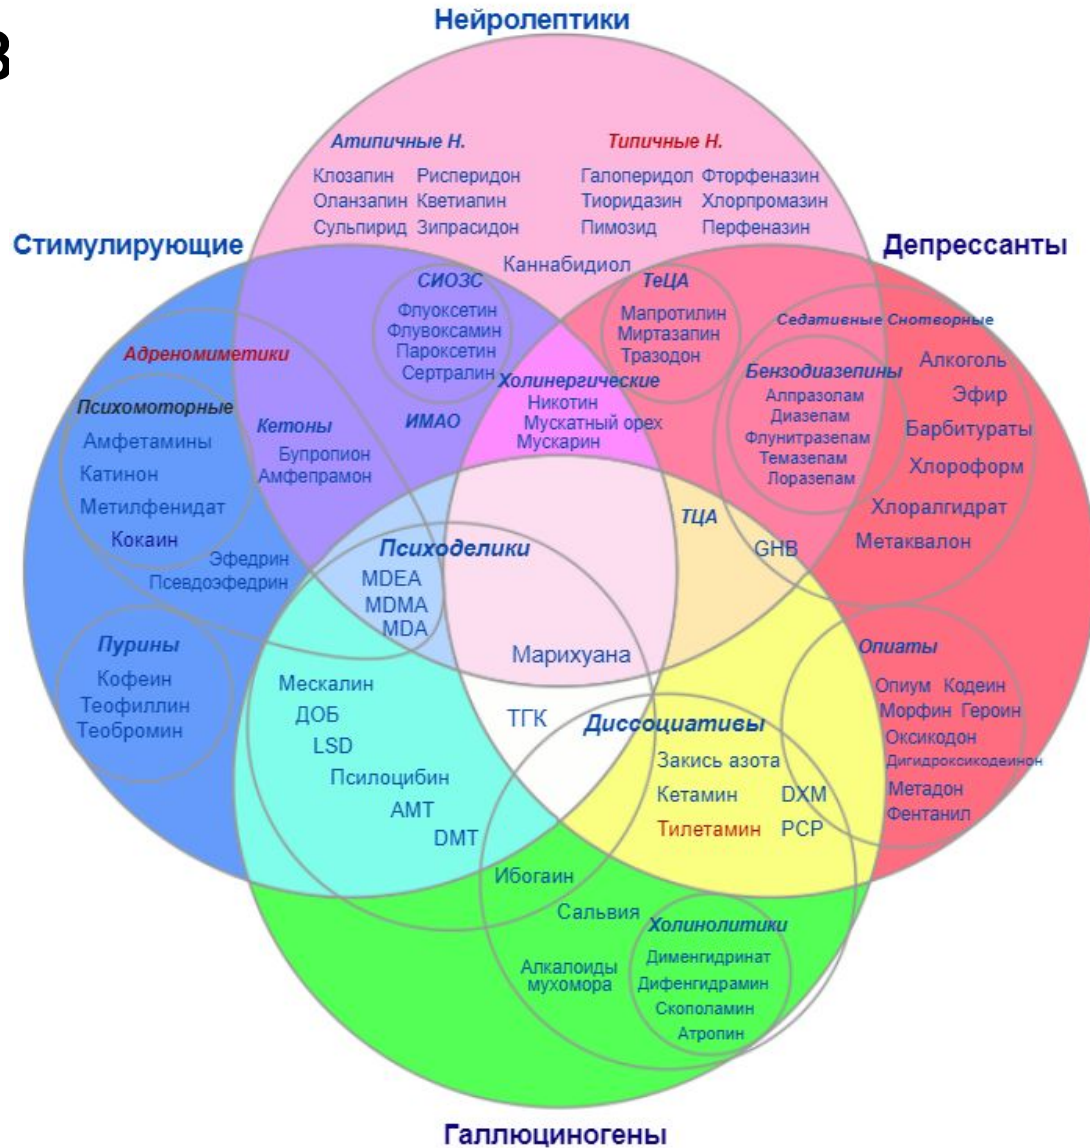 В
Нейролептики
Атипичные Н.
Клозапин Рисперидон
Оланзапин Кветиапин
Сульпирид Зипрасидон
Типичные Н.
Галоперидол Фторфеназин
Тиоридазин Хлорпромазин
Пимозид Перфеназин
Стимулирующие
Депрессанты
Каннабидиол
СИОЗС
Флуоксетин
Флувоксамин
Пароксетин
Сертралин
ТеЦА
Мапротилин
Миртазапин
Тразодон
Седативные Снотворные
Бензодиазепины
Алпразолам
Диазепам
Флунитразепам
Темазепам
Лоразепам
Алкоголь
Эфир
Барбитураты
Хлороформ
Хлоралгидрат
Метаквалон
Адреномиметики
Психомоторные
Амфетамины
Катинон
Метилфенидат
Кокаин
Эфедрин
Псевдоэфедрин
Кетоны
Бупропион
Амфепрамон
ИМАО
Холинергические
Никотин
Мускатный орех
Мускарин
ТЦА
GHB
Психоделики
MDEA
MDMA
MDA
Марихуана
Пурины
Кофеин
Теофиллин
Теобромин
Мескалин
ДОБ
LSD
Псилоцибин
АМТ
DMT
ТГК
Диссоциативы
Закись азота
Кетамин DXM
Тилетамин PCP
Опиаты
Опиум Кодеин
Морфин Героин
Оксикодон
Дигидроксикодеинон
Метадон
Фентанил
Ибогаин
Сальвия
Алкалоиды
мухомора
Холинолитики
Дименгидринат
Дифенгидрамин
Скополамин
Атропин
Галлюциногены